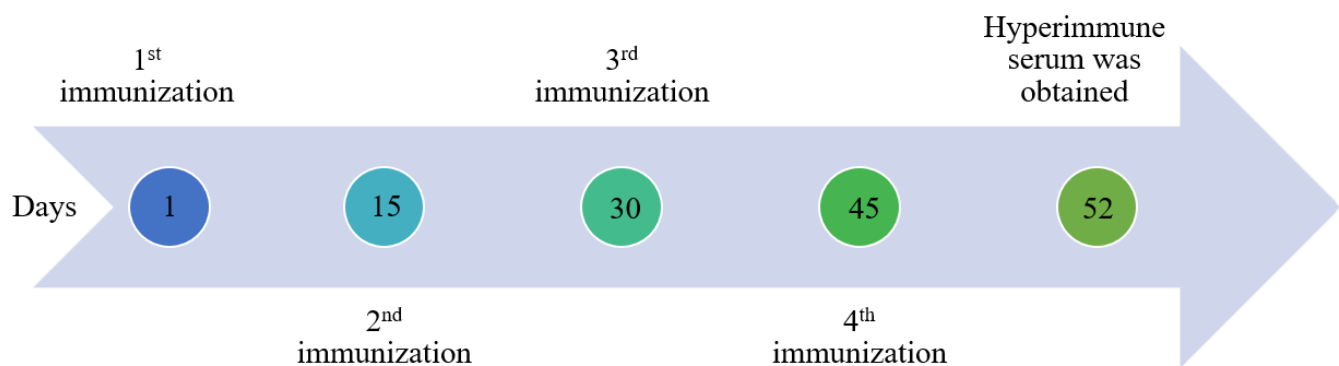 1st
immunization
3rd
immunization
Hyperimmune
serum was
obtained
Days
1
15
30
45
52
2nd
immunization
4th
immunization